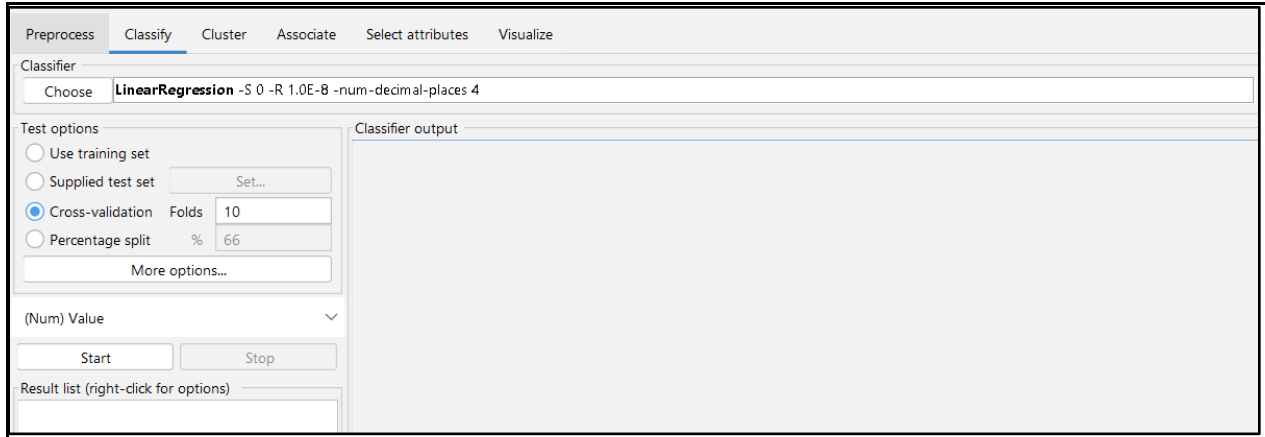 Preprocess Classify Cluster Associate Select attributes Visualize
Classifier
Choose LinearRegression -S 0 -R 1.0E-8 -num-decimal-places 4
Test options
Use training set
Supplied test set Set...
Cross-validation Folds 10
Percentage split % 66
More options...
(Num) Value
Start Stop
Result list (right-click for options)
Classifier output